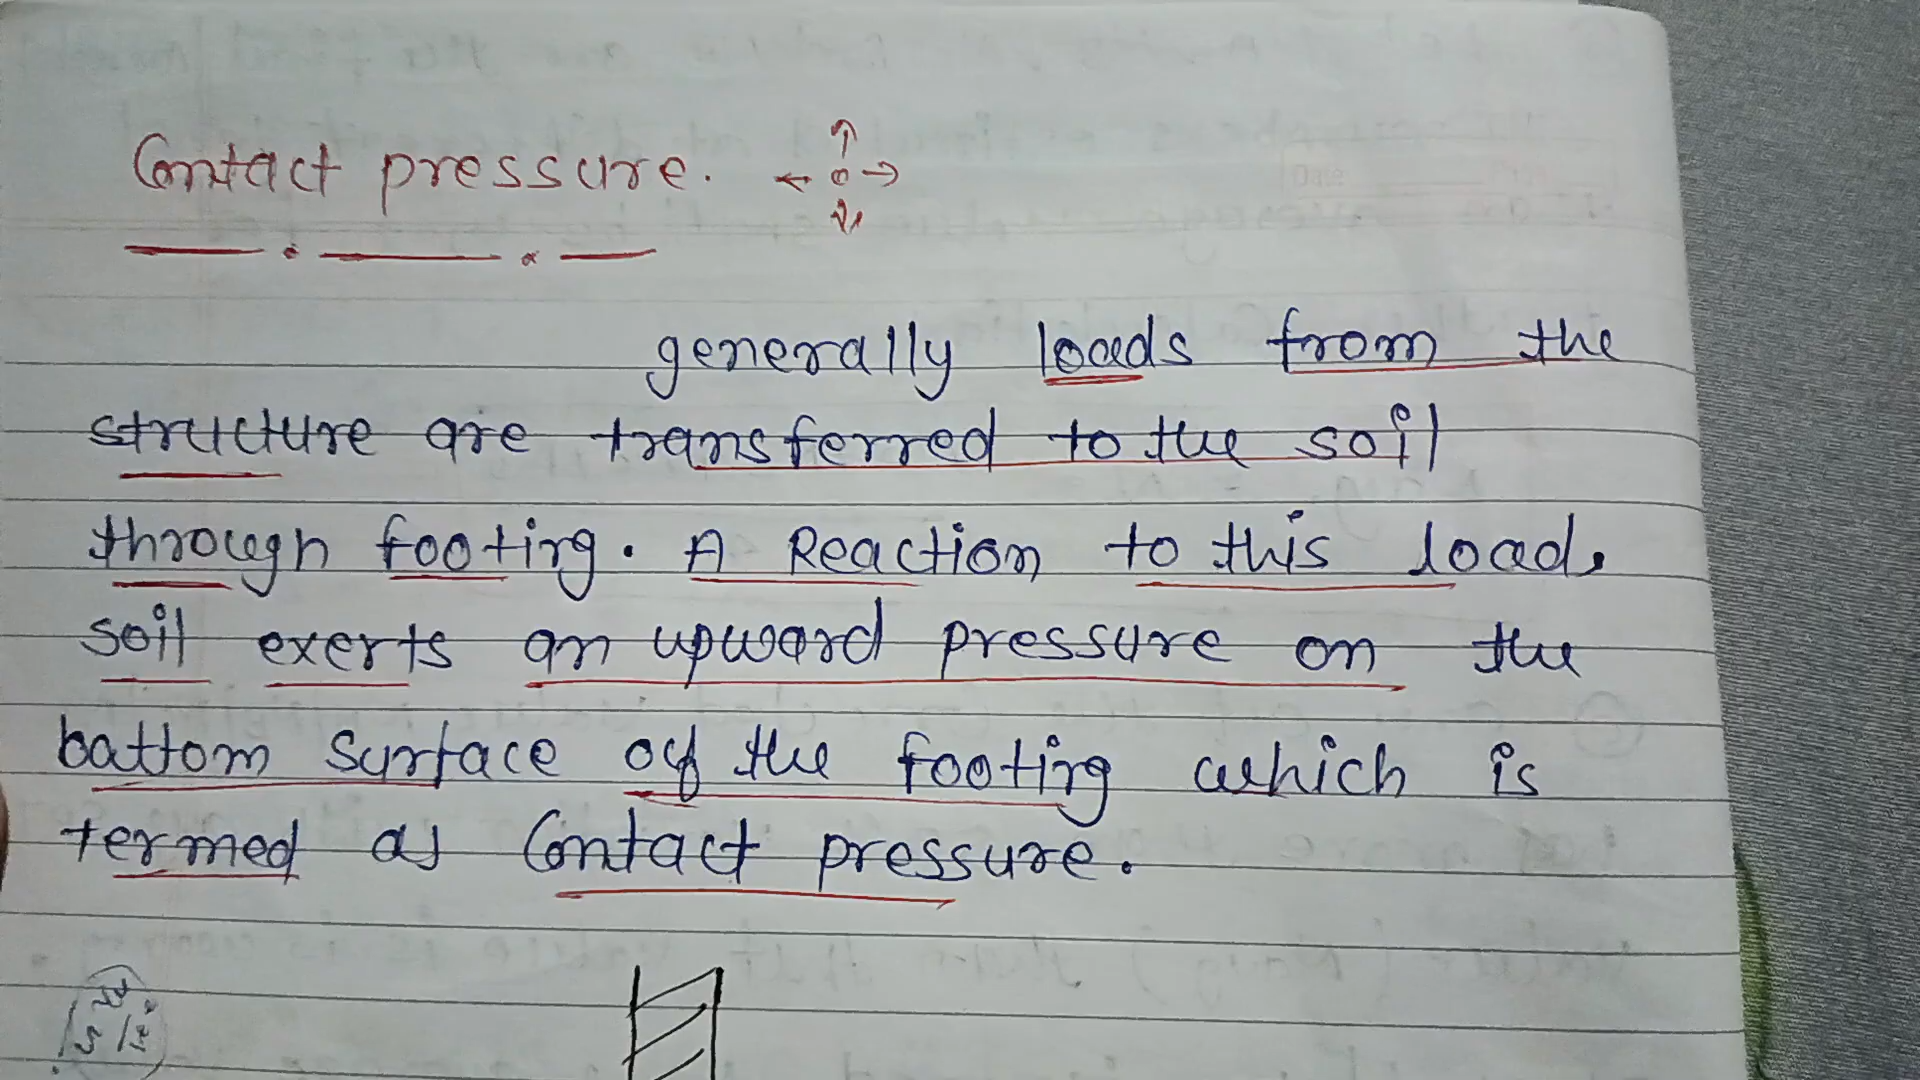 Contact pressure.
generally loads from the
structure are transferred to the soil
through footing. A Reaction to this load,
soil exerts an upward pressure on the
battom surface of the footing which is
termed as Contact pressure.